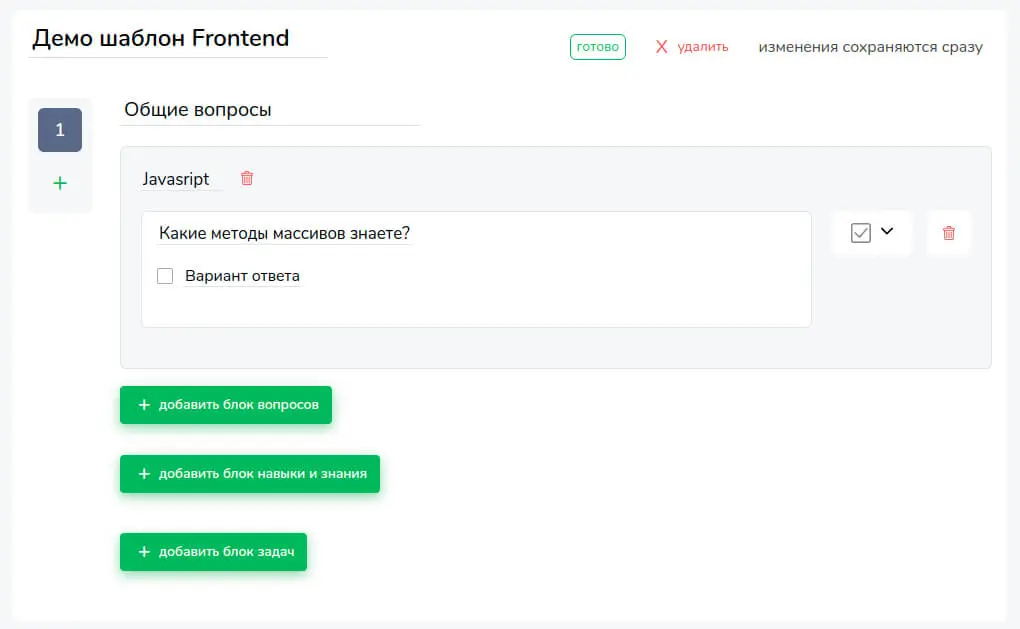 Демо шаблон Frontend
готово
X удалить
изменения сохраняются сразу
1
+
Общие вопросы
Javasript
Какие методы массивов знаете?
Вариант ответа
+ добавить блок вопросов
+ добавить блок навыки и знания
+ добавить блок задач